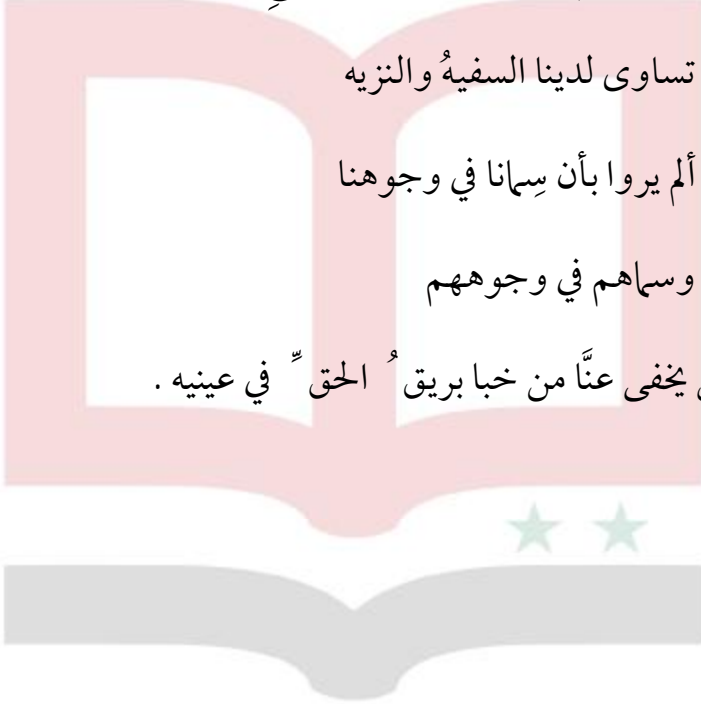 تساوى لدينا السفيهُ والنزيه
ألم يروا بأن سِمانا في وجوهنا
وسماهم في وجوههم
يخفى عنَّا من خبا بريق ُ الحق ِّ في عينيه .